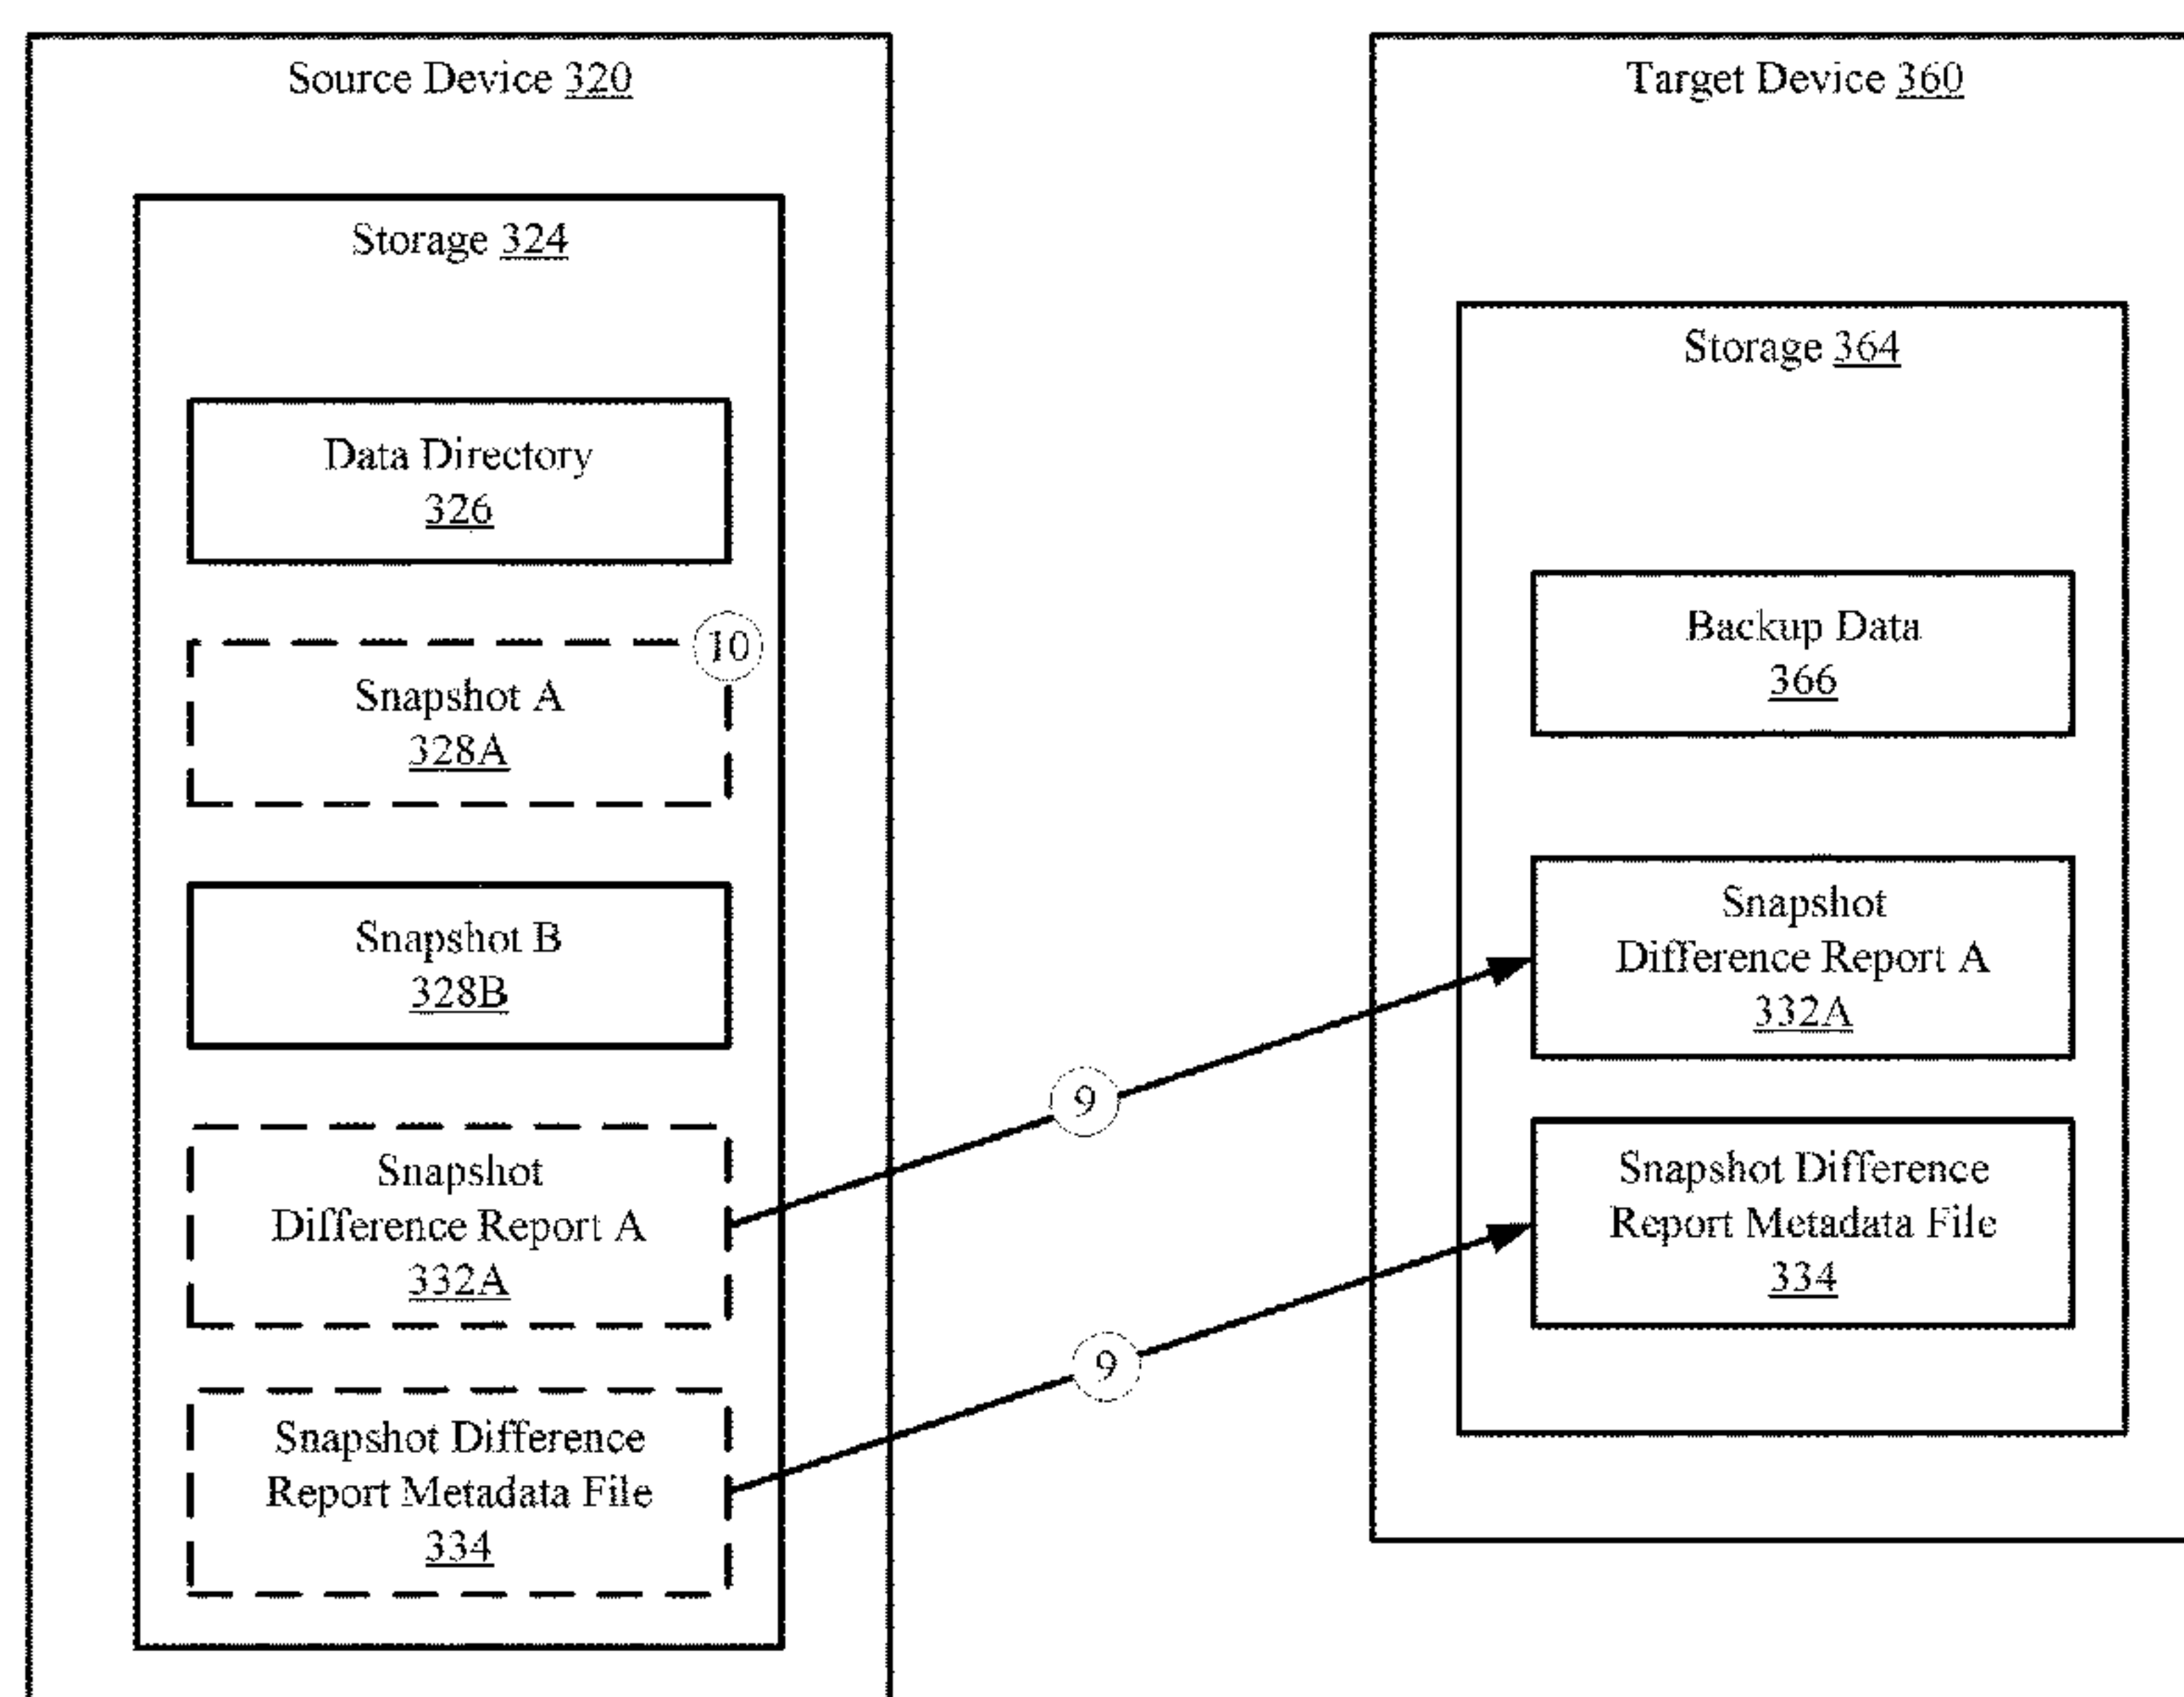 Source Device 320
Storage 324
Data Directory
326
10
Snapshot A
328A
Snapshot B
328B
Snapshot
Difference Report A
332A
Snapshot Difference
Report Metadata File
334
9
9
Target Device 360
Storage 364
Backup Data
366
Snapshot
Difference Report A
332A
Snapshot Difference
Report Metadata File
334